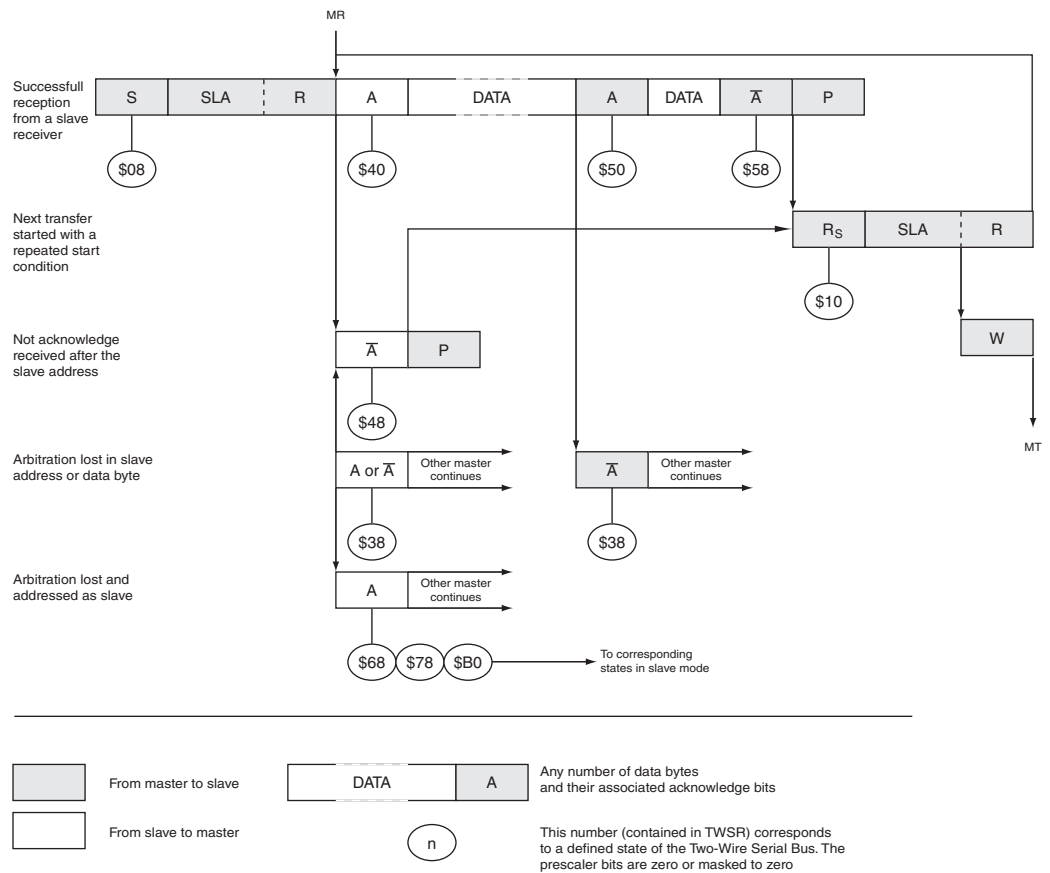 MR
Successfull
reception
from a slave
receiver
S SLA R A DATA A DATA A̅ P
$08 $40 $50 $58
Next transfer
started with a
repeated start
condition
RS SLA R
$10
Not acknowledge
received after the
slave address
A̅ P
W
$48
MT
Arbitration lost in slave
address or data byte
A or A̅
Other master
continues
A̅
Other master
continues
$38 $38
Arbitration lost and
addressed as slave
A
Other master
continues
$68 $78 $B0
To corresponding
states in slave mode
From master to slave
DATA A
Any number of data bytes
and their associated acknowledge bits
From slave to master
n
This number (contained in TWSR) corresponds
to a defined state of the Two-Wire Serial Bus. The
prescaler bits are zero or masked to zero